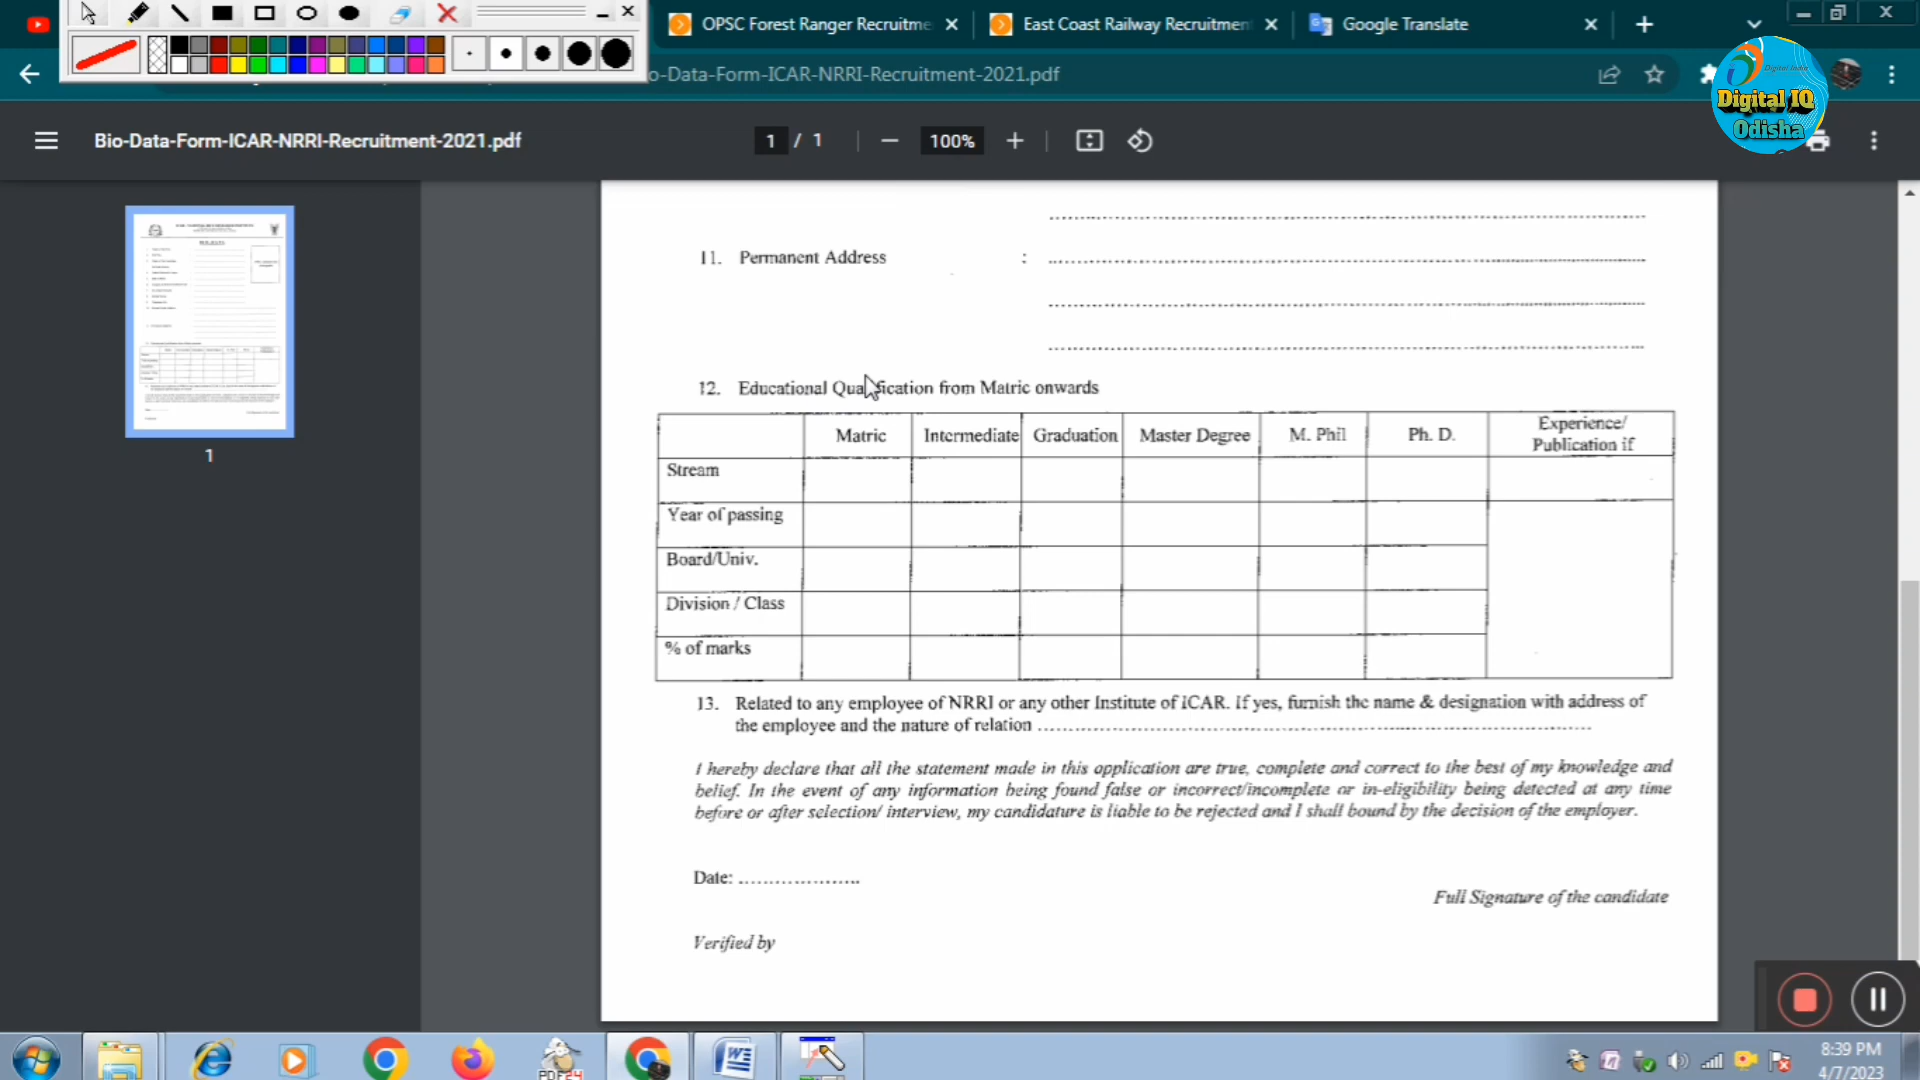 OPSC Forest Ranger Recruitme
East Coast Railway Recruitmen
Google Translate
o-Data-Form-ICAR-NRRI-Recruitment-2021.pdf
Digital IQ
Odisha
Bio-Data-Form-ICAR-NRRI-Recruitment-2021.pdf
1 / 1
100%
11. Permanent Address :
12. Educational Qualification from Matric onwards
Matric Intermediate Graduation Master Degree M. Phil Ph. D. Experience/
Publication if
Stream
Year of passing
Board/Univ.
Division / Class
% of marks
13. Related to any employee of NRRI or any other Institute of ICAR. If yes, furnish the name & designation with address of
the employee and the nature of relation
I hereby declare that all the statement made in this application are true, complete and correct to the best of my knowledge and
belief. In the event of any information being found false or incorrect/incomplete or in-eligibility being detected at any time
before or after selection/ interview, my candidature is liable to be rejected and I shall bound by the decision of the employer.
Date: ....................
Full Signature of the candidate
Verified by
1
PDF24
8:39 PM
4/7/2023